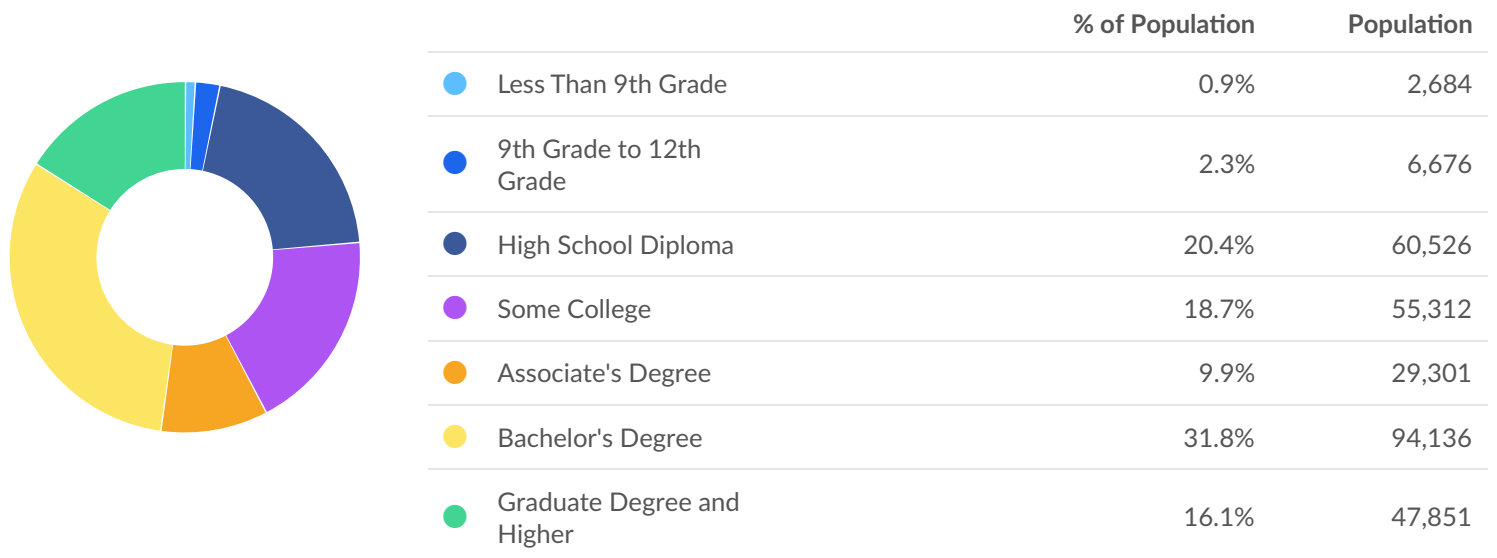 % of Population Population
Less Than 9th Grade 0.9% 2,684
9th Grade to 12th
Grade 2.3% 6,676
High School Diploma 20.4% 60,526
Some College 18.7% 55,312
Associate's Degree 9.9% 29,301
Bachelor's Degree 31.8% 94,136
Graduate Degree and
Higher 16.1% 47,851